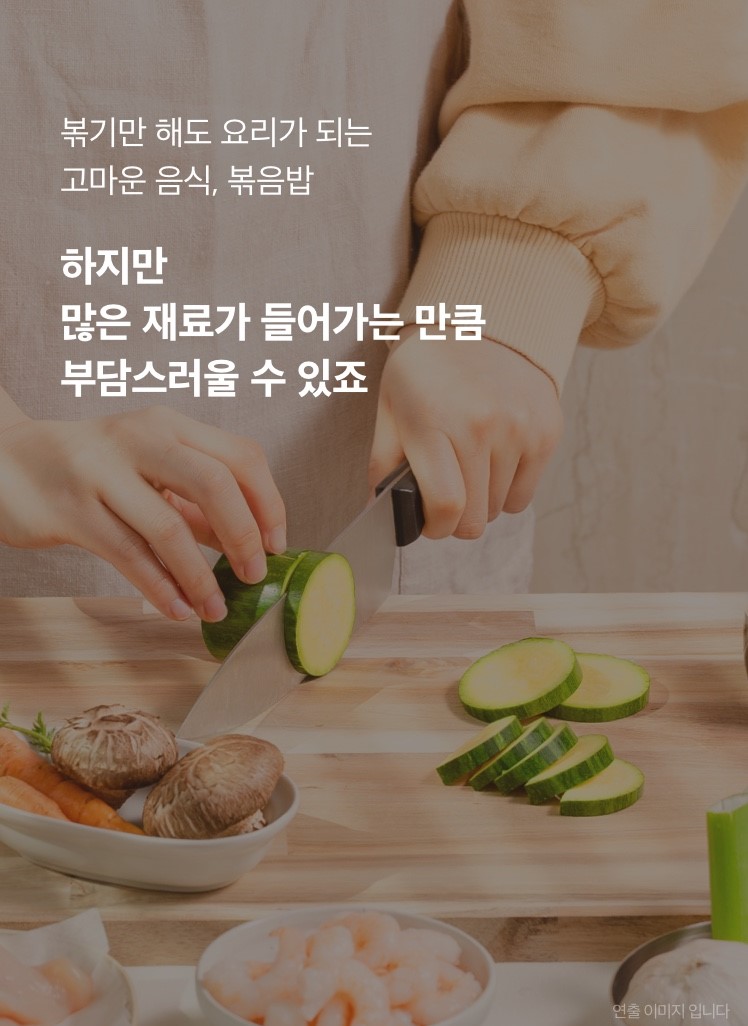 볶기만 해도 요리가 되는
고마운 음식, 볶음밥
하지만
많은 재료가 들어가는 만큼
부담스러울 수 있죠
연출 이미지 입니다